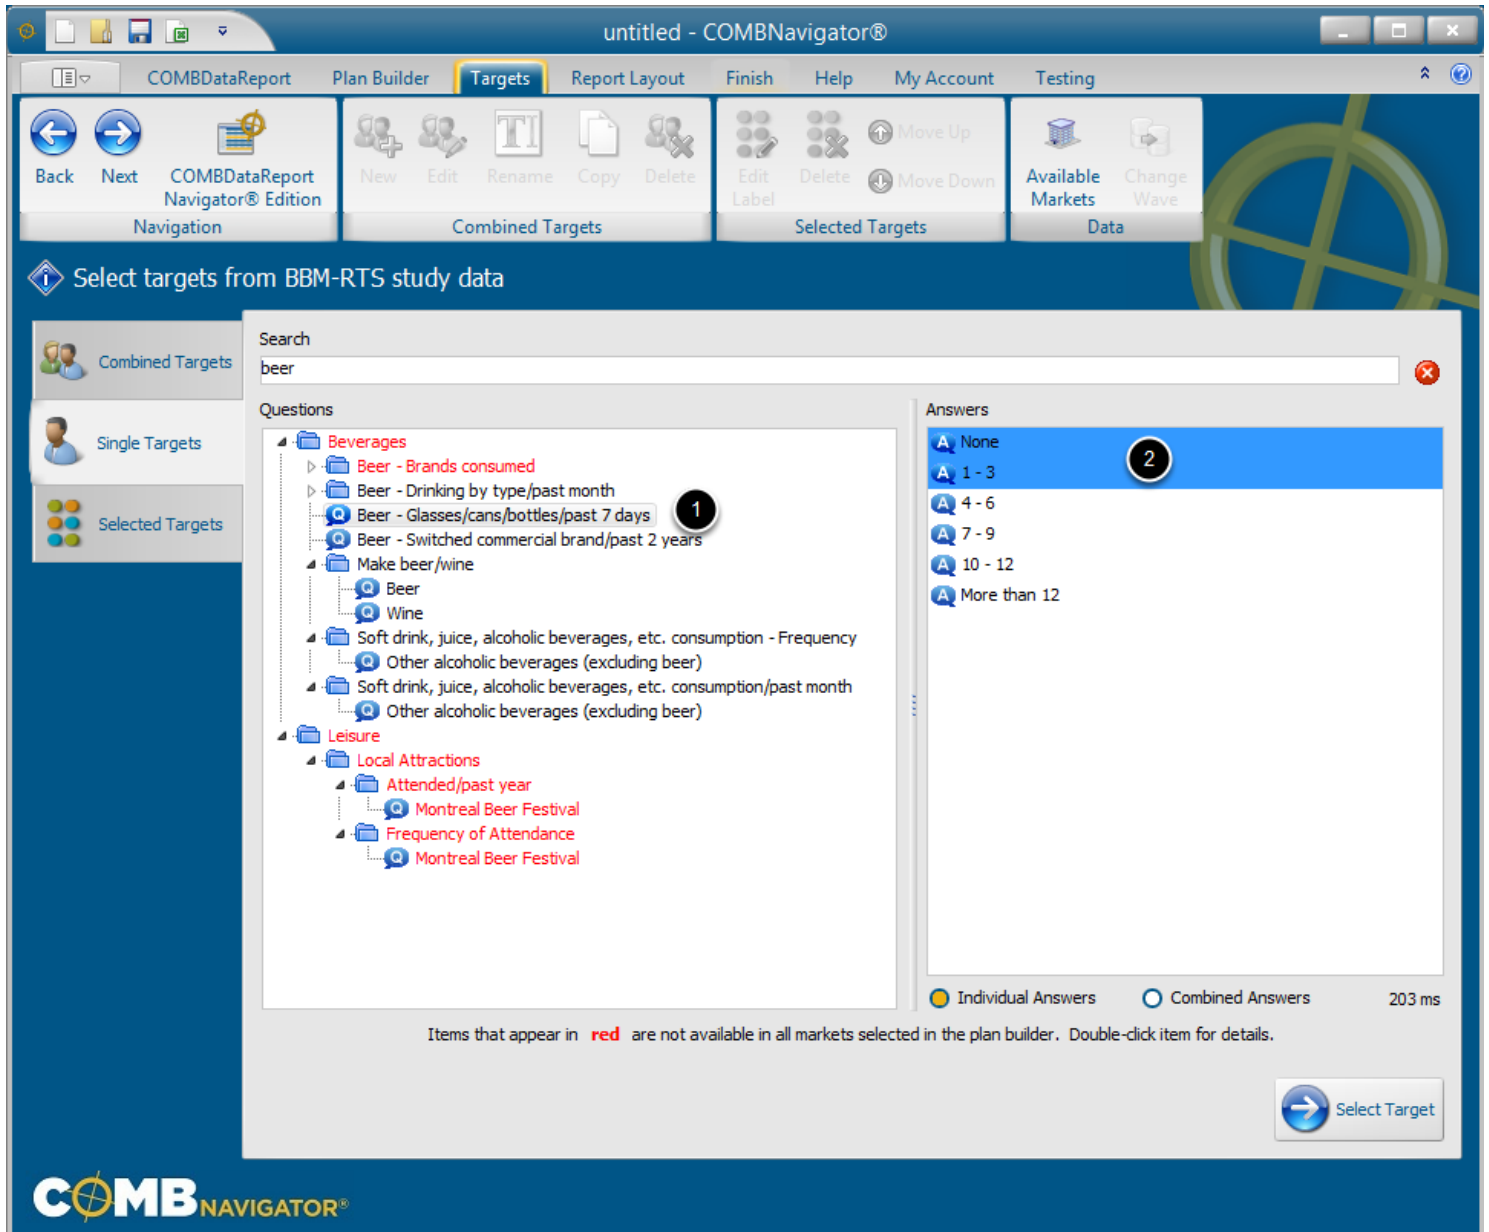 untitled - COMBNavigator®
COMBDataReport Plan Builder Targets Report Layout Finish Help My Account Testing
Back Next COMBDataReport Navigator® Edition
New Edit Rename Copy Delete
Edit Label Delete Move Up Move Down
Available Markets Change Wave
Navigation Combined Targets Selected Targets Data
Select targets from BBM-RTS study data
Combined Targets
Single Targets
Selected Targets
Search
beer
Questions
Beverages
Beer - Brands consumed
Beer - Drinking by type/past month
Beer - Glasses/cans/bottles/past 7 days
1
Beer - Switched commercial brand/past 2 years
Make beer/wine
Beer
Wine
Soft drink, juice, alcoholic beverages, etc. consumption - Frequency
Other alcoholic beverages (excluding beer)
Soft drink, juice, alcoholic beverages, etc. consumption/past month
Other alcoholic beverages (excluding beer)
Leisure
Local Attractions
Attended/past year
Montreal Beer Festival
Frequency of Attendance
Montreal Beer Festival
Answers
None
1 - 3
2
4 - 6
7 - 9
10 - 12
More than 12
Individual Answers Combined Answers 203 ms
Items that appear in red are not available in all markets selected in the plan builder. Double-click item for details.
Select Target
COMBNAVIGATOR®